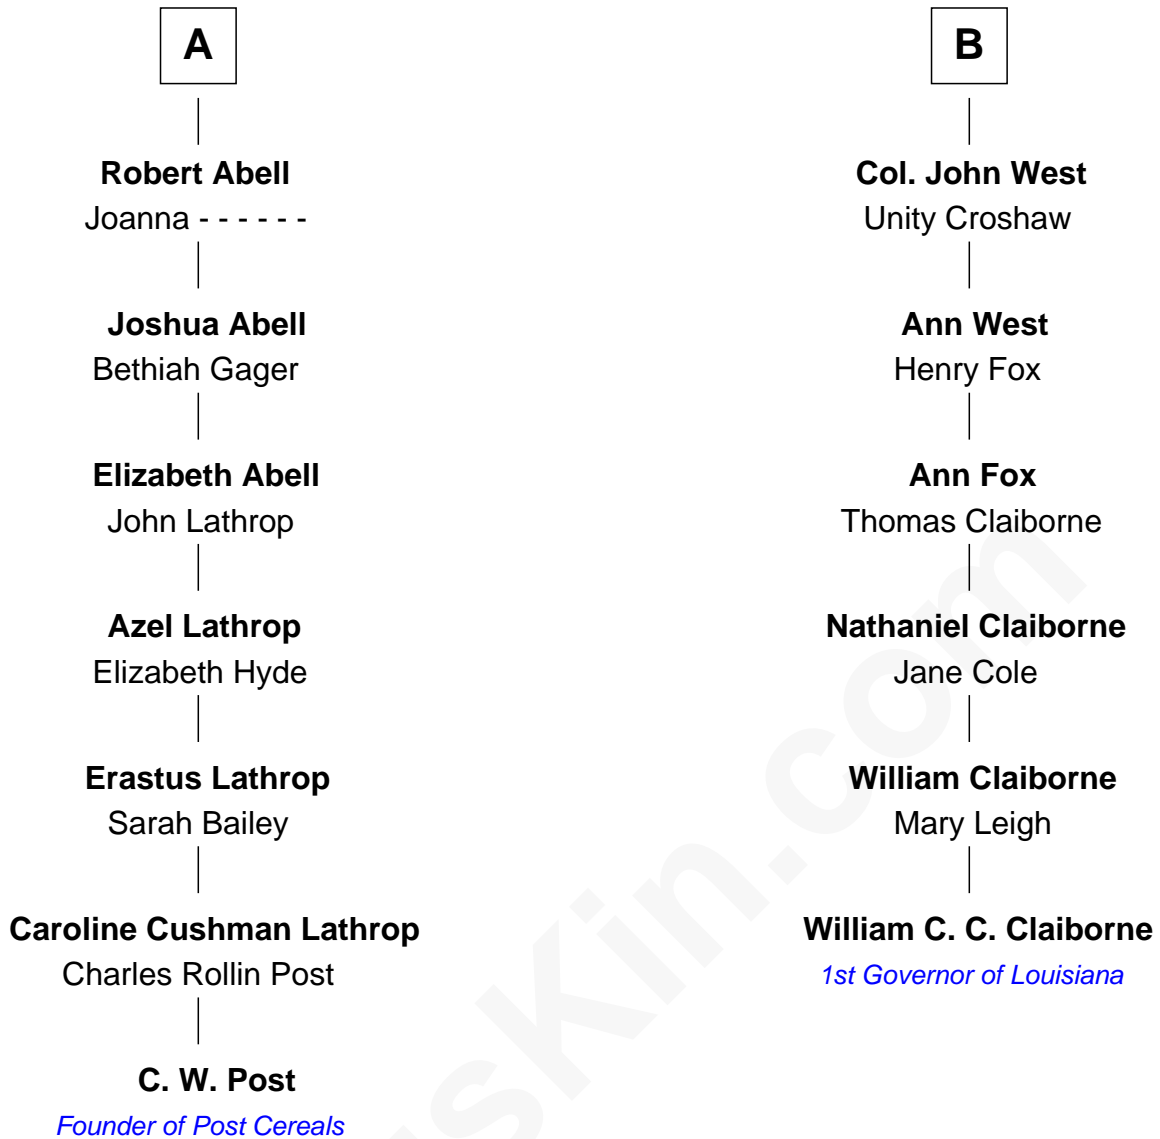 A
Robert Abell
Joanna - - - - - -
Joshua Abell
Bethiah Gager
Elizabeth Abell
John Lathrop
Azel Lathrop
Elizabeth Hyde
Erastus Lathrop
Sarah Bailey
Caroline Cushman Lathrop
Charles Rollin Post
C. W. Post
Founder of Post Cereals
B
Col. John West
Unity Croshaw
Ann West
Henry Fox
Ann Fox
Thomas Claiborne
Nathaniel Claiborne
Jane Cole
William Claiborne
Mary Leigh
William C. C. Claiborne
1st Governor of Louisiana